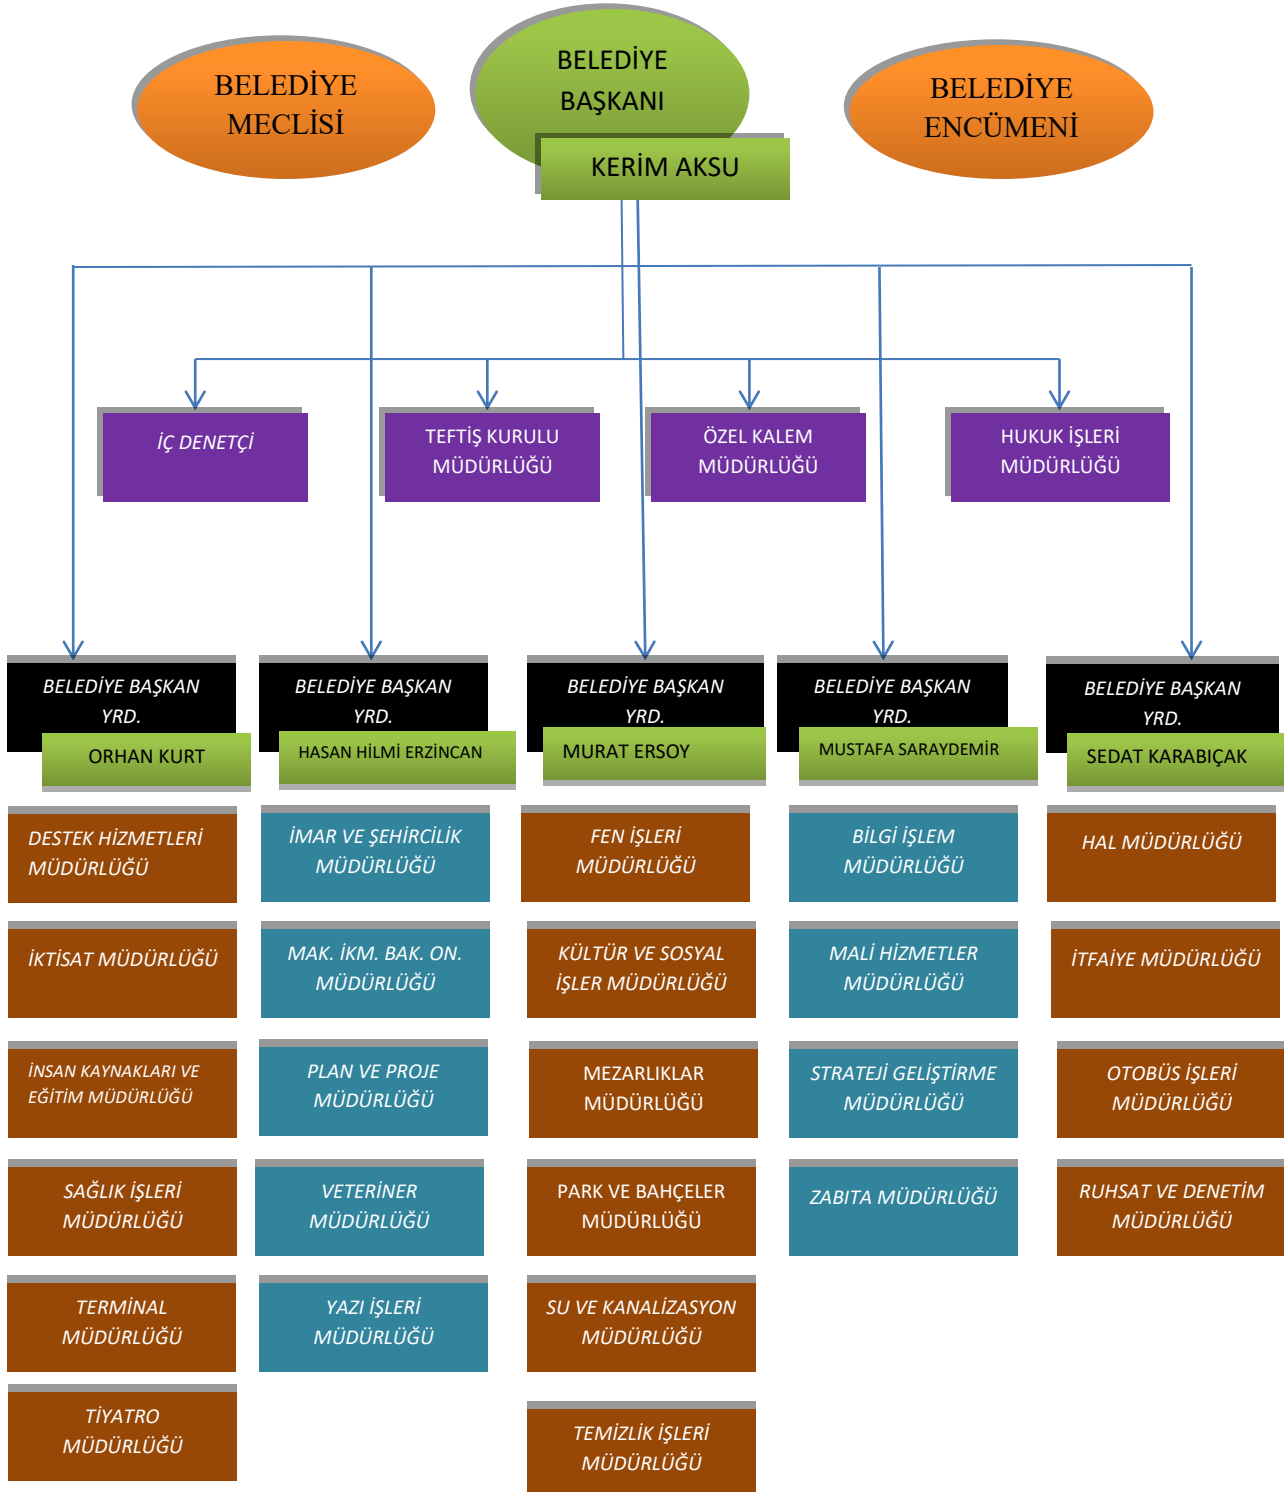 BELEDİYE
MECLİSİ
BELEDİYE
BAŞKANI
KERİM AKSU
BELEDİYE
ENCÜMENİ
İÇ DENETÇİ
TEFTİŞ KURULU
MÜDÜRLÜĞÜ
ÖZEL KALEM
MÜDÜRLÜĞÜ
HUKUK İŞLERİ
MÜDÜRLÜĞÜ
BELEDİYE BAŞKAN
YRD.
ORHAN KURT
BELEDİYE BAŞKAN
YRD.
HASAN HİLMİ ERZİNCAN
BELEDİYE BAŞKAN
YRD.
MURAT ERSOY
BELEDİYE BAŞKAN
YRD.
MUSTAFA SARAYDEMİR
BELEDİYE BAŞKAN
YRD.
SEDAT KARABIÇAK
DESTEK HİZMETLERİ
MÜDÜRLÜĞÜ
İMAR VE ŞEHİRCİLİK
MÜDÜRLÜĞÜ
FEN İŞLERİ
MÜDÜRLÜĞÜ
BİLGİ İŞLEM
MÜDÜRLÜĞÜ
HAL MÜDÜRLÜĞÜ
İKTİSAT MÜDÜRLÜĞÜ
MAK. İKM. BAK. ON.
MÜDÜRLÜĞÜ
KÜLTÜR VE SOSYAL
İŞLER MÜDÜRLÜĞÜ
MALİ HİZMETLER
MÜDÜRLÜĞÜ
İTFAİYE MÜDÜRLÜĞÜ
İNSAN KAYNAKLARI VE
EĞİTİM MÜDÜRLÜĞÜ
PLAN VE PROJE
MÜDÜRLÜĞÜ
MEZARLIKLAR
MÜDÜRLÜĞÜ
STRATEJİ GELİŞTİRME
MÜDÜRLÜĞÜ
OTOBÜS İŞLERİ
MÜDÜRLÜĞÜ
SAĞLIK İŞLERİ
MÜDÜRLÜĞÜ
VETERİNER
MÜDÜRLÜĞÜ
PARK VE BAHÇELER
MÜDÜRLÜĞÜ
ZABITA MÜDÜRLÜĞÜ
RUHSAT VE DENETİM
MÜDÜRLÜĞÜ
TERMİNAL
MÜDÜRLÜĞÜ
YAZI İŞLERİ
MÜDÜRLÜĞÜ
SU VE KANALİZASYON
MÜDÜRLÜĞÜ
TİYATRO
MÜDÜRLÜĞÜ
TEMİZLİK İŞLERİ
MÜDÜRLÜĞÜ